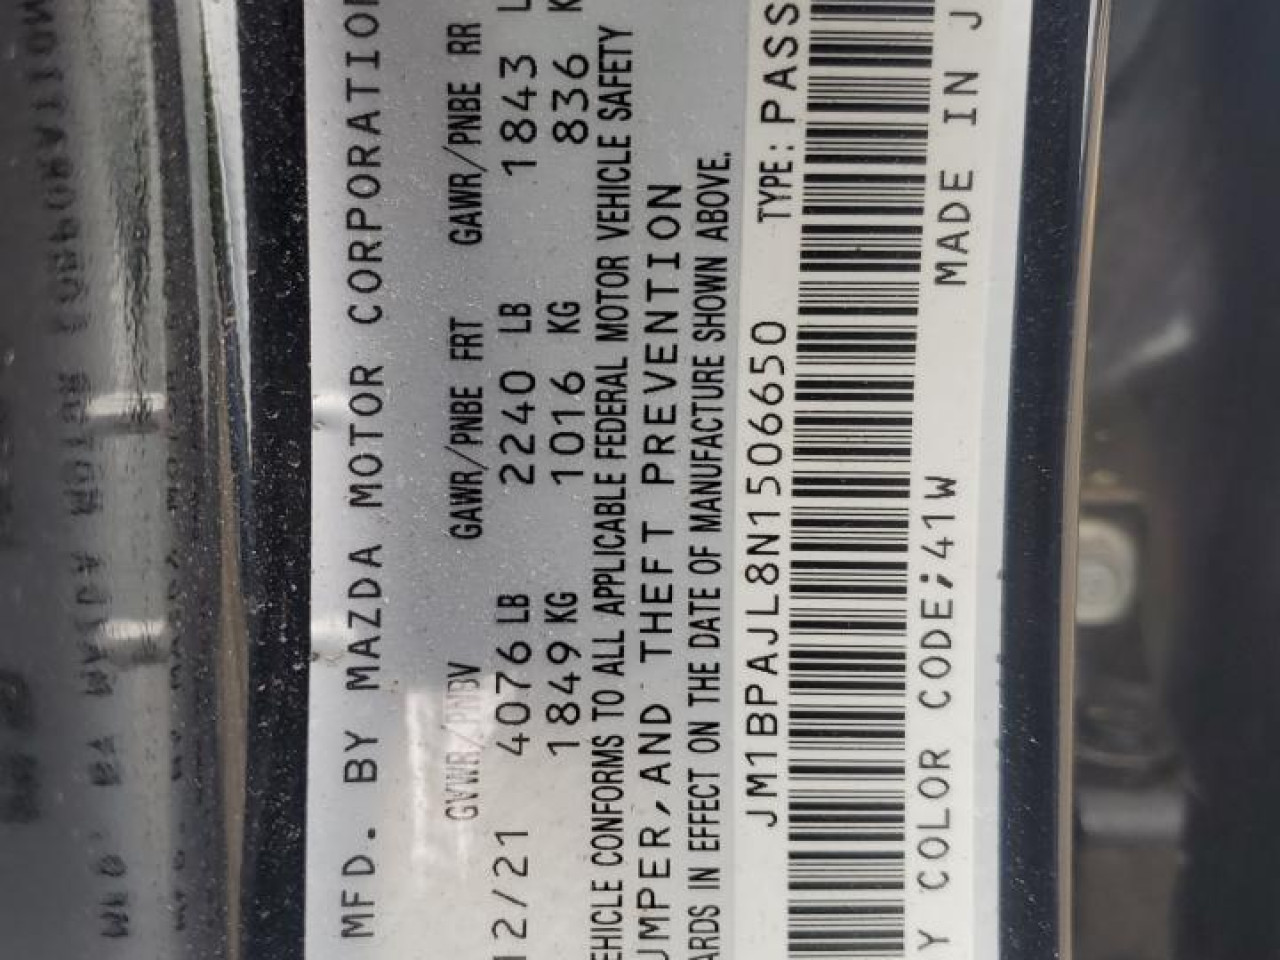 MFD. BY MAZDA MOTOR CORPORATION
GVWR/PNBV GAWR/PNBE FRT GAWR/PNBE RR
12/21 4076 LB 2240 LB 1843 L
1849 KG 1016 KG 836 K
EHICLE CONFORMS TO ALL APPLICABLE FEDERAL MOTOR VEHICLE SAFETY
UMPER, AND THEFT PREVENTION
ARDS IN EFFECT ON THE DATE OF MANUFACTURE SHOWN ABOVE.
JM1BPAJL8N1506650 TYPE: PASS
Y COLOR CODE;41W MADE IN J